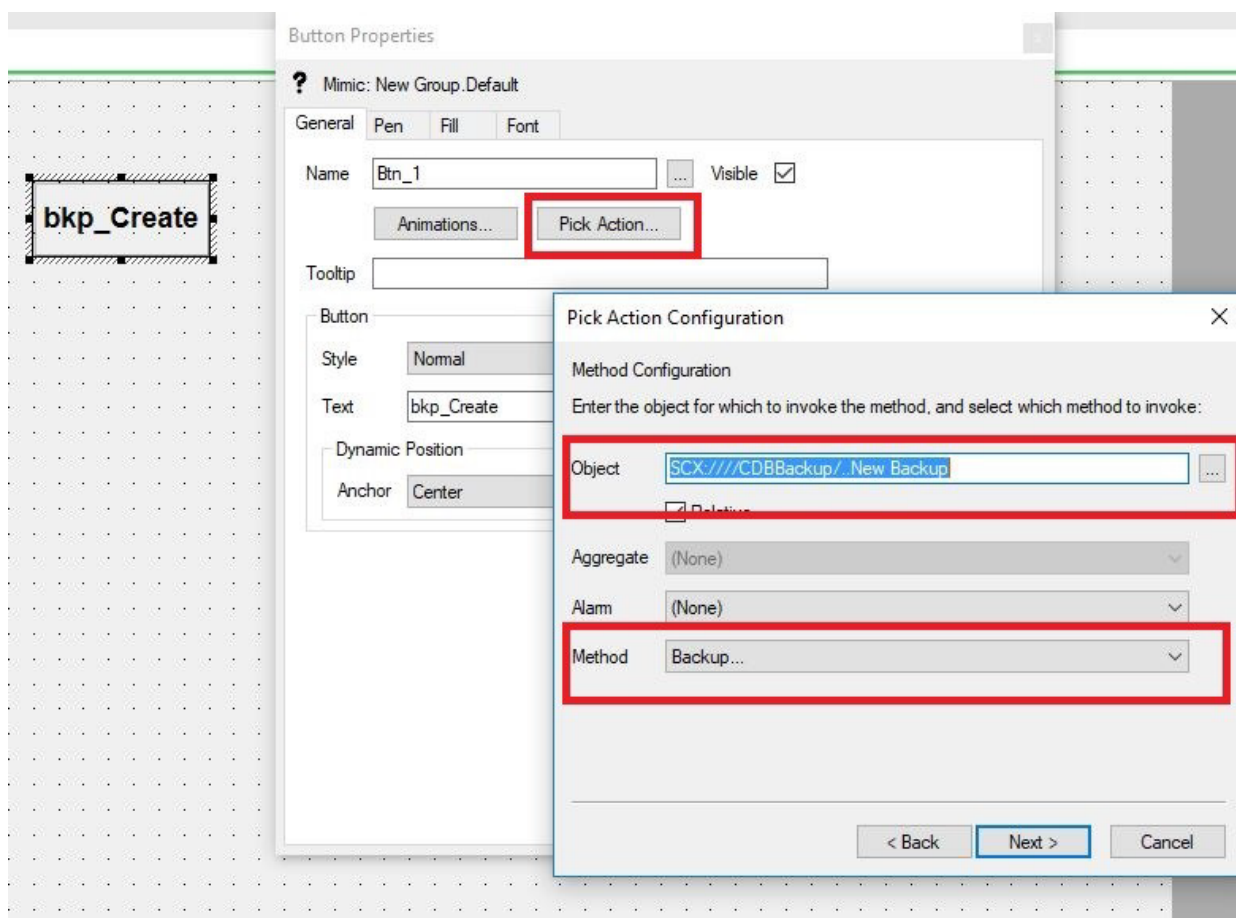 Button Properties
? Mimic: New Group.Default
General Pen Fill Font
Name Btn_1 ... Visible
bkp_Create
Animations... Pick Action...
Tooltip
Button
Style Normal
Text bkp_Create
Dynamic Position
Anchor Center
Pick Action Configuration
Method Configuration
Enter the object for which to invoke the method, and select which method to invoke:
Object SCX:////CDBBackup/..New Backup ...
Relative
Aggregate (None)
Alarm (None)
Method Backup...
< Back Next > Cancel